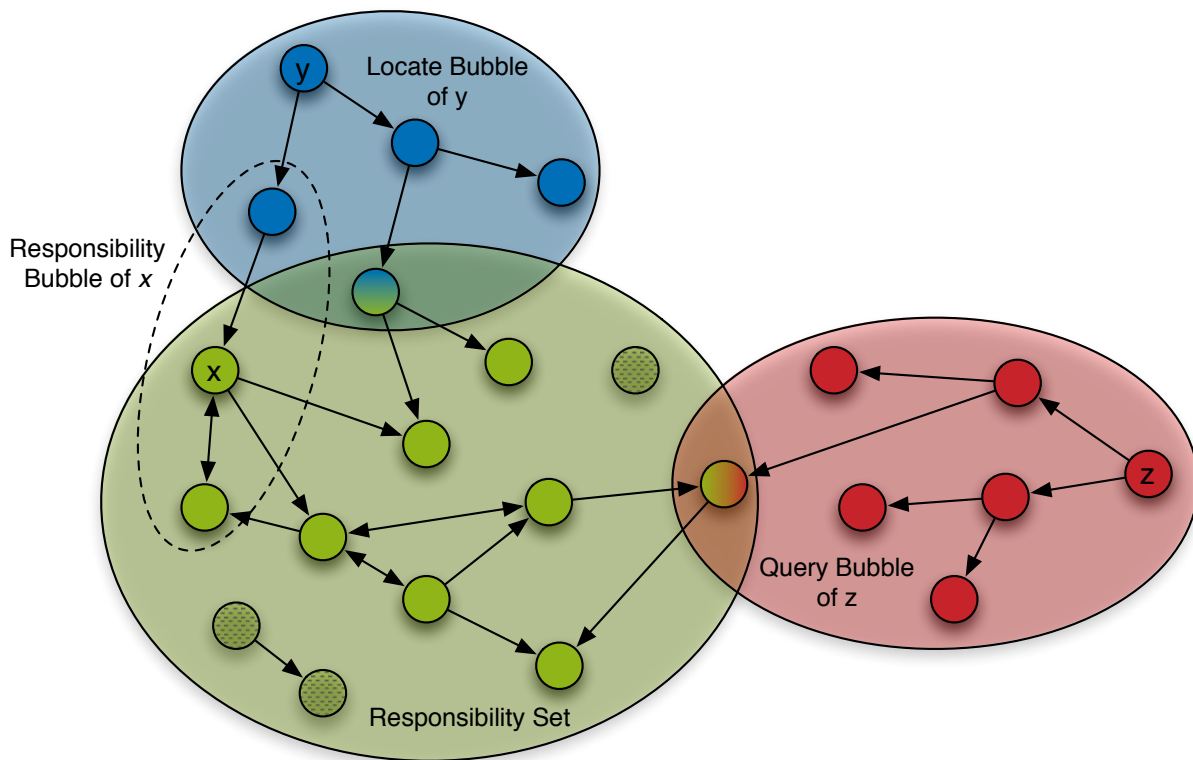 y
Locate Bubble
of y
Responsibility
Bubble of x
x
z
Query Bubble
of z
Responsibility Set